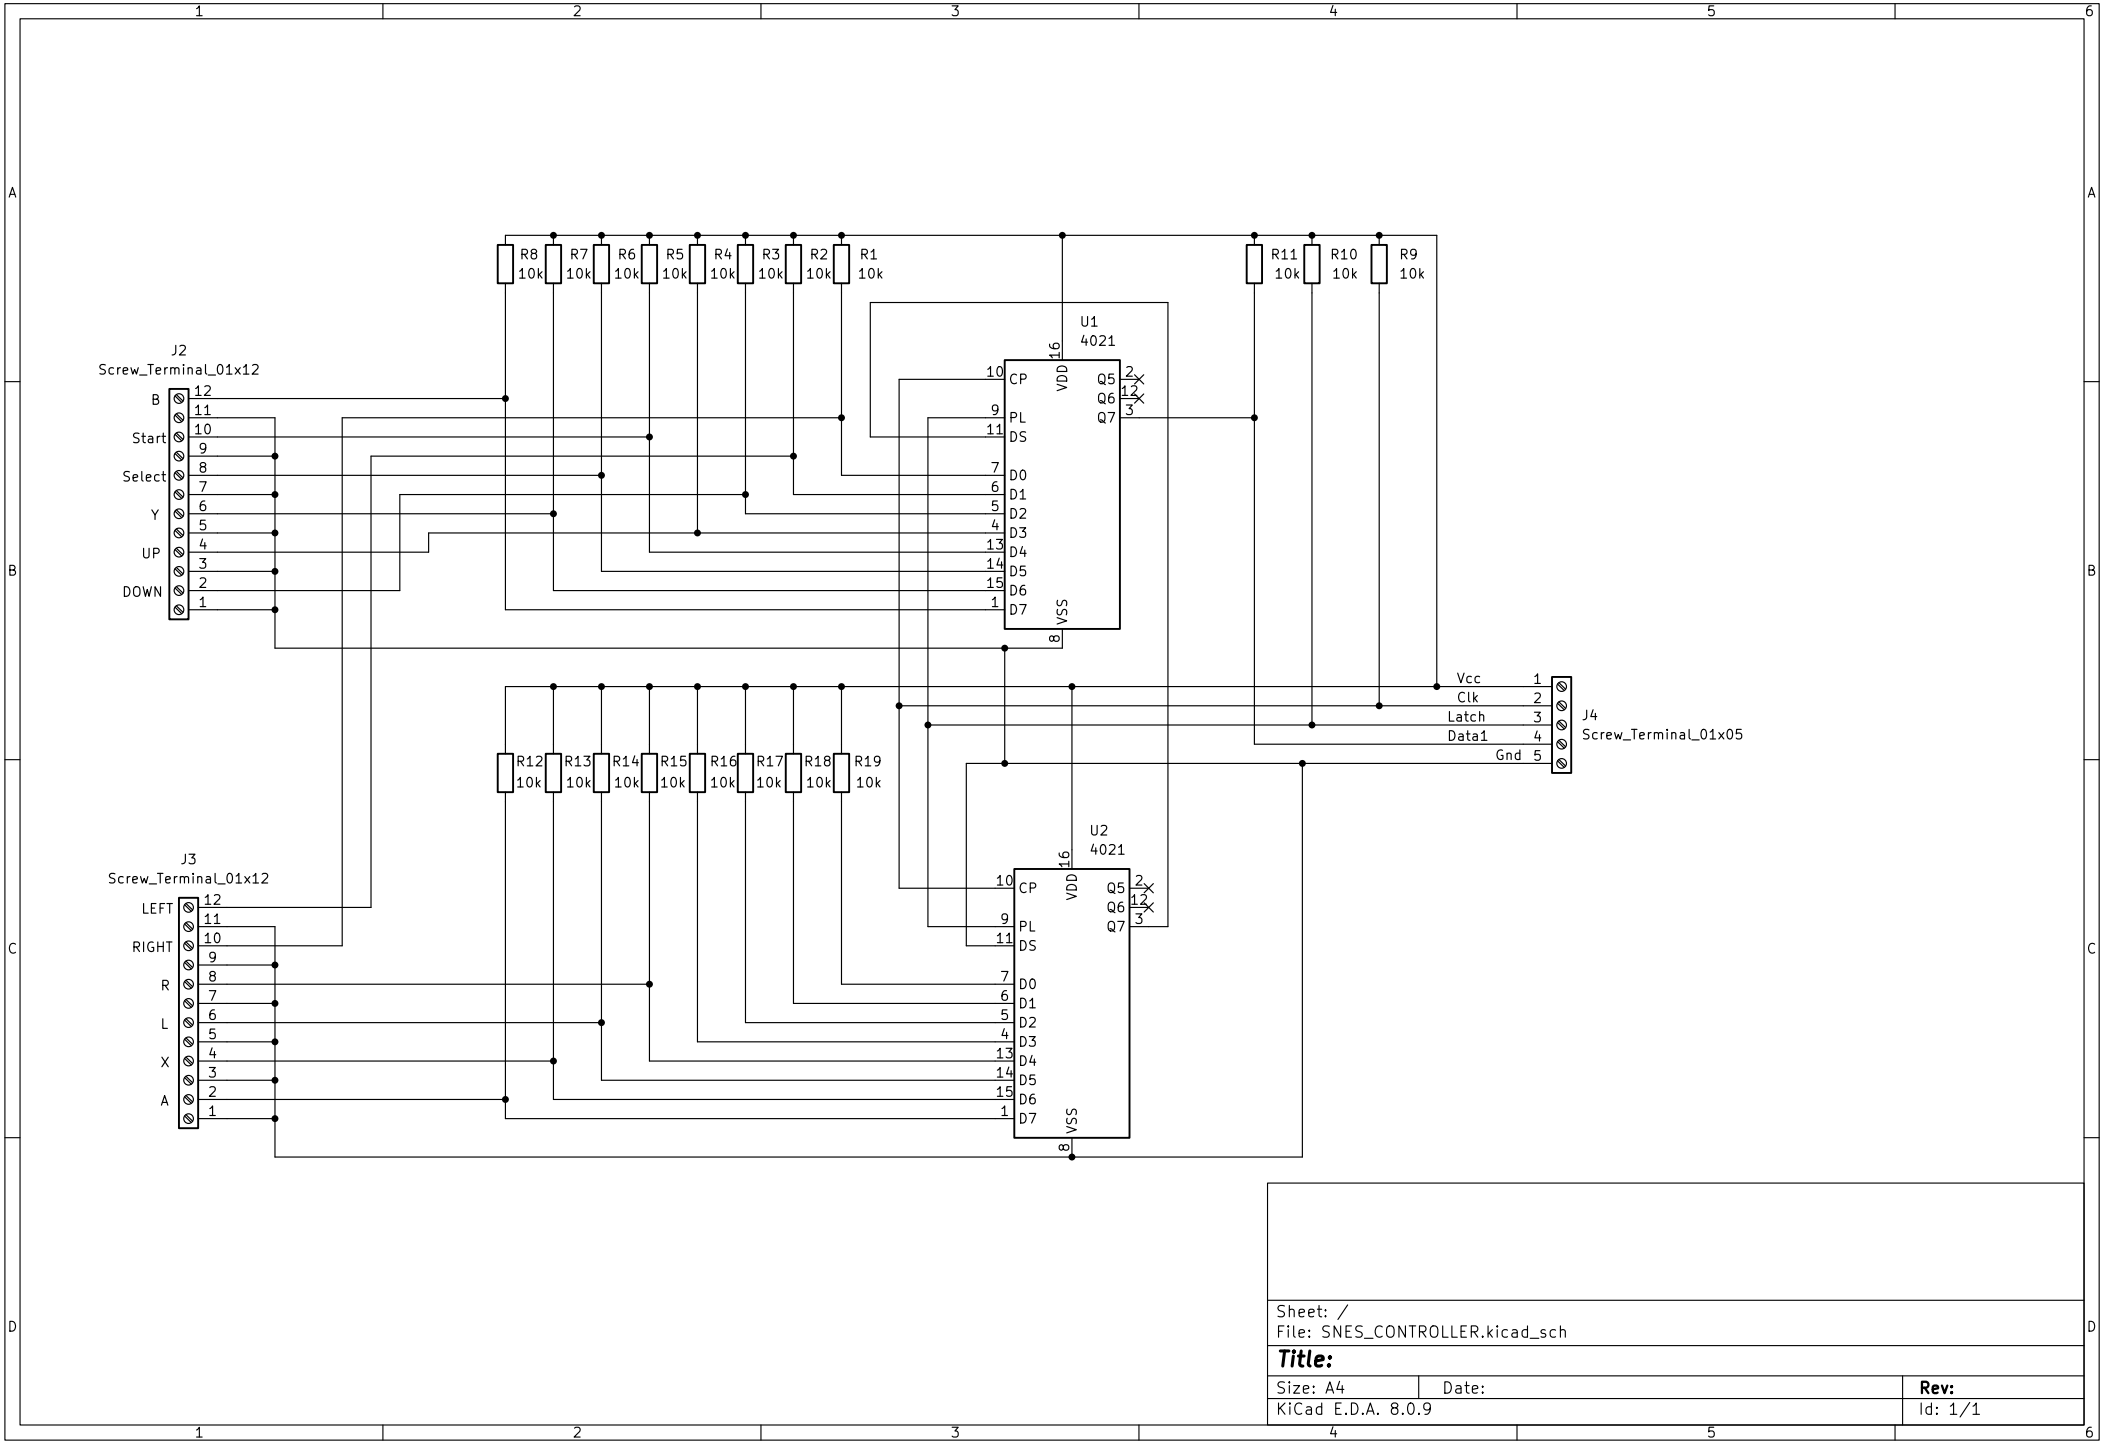 1 2 3 4 5 6
A A
R8 R7 R6 R5 R4 R3 R2 R1 R11 R10 R9
10k 10k 10k 10k 10k 10k 10k 10k 10k 10k 10k
U1
4021
J2
Screw_Terminal_01x12
16
VDD
10 CP
9 PL
11 DS
7 D0
6 D1
5 D2
4 D3
13 D4
14 D5
15 D6
1 D7
Q5 2
Q6 12
Q7 3
VSS
8
B 12
11
Start 10
9
Select 8
7
Y 6
5
UP 4
3
DOWN 2
1
B B
Vcc 1
Clk 2
Latch 3
Data1 4
Gnd 5
J4
Screw_Terminal_01x05
R12 R13 R14 R15 R16 R17 R18 R19
10k 10k 10k 10k 10k 10k 10k 10k
U2
4021
J3
Screw_Terminal_01x12
16
VDD
10 CP
9 PL
11 DS
7 D0
6 D1
5 D2
4 D3
13 D4
14 D5
15 D6
1 D7
Q5 2
Q6 12
Q7 3
VSS
8
LEFT 12
11
RIGHT 10
9
R 8
7
L 6
5
X 4
3
A 2
1
C C
Sheet: /
File: SNES_CONTROLLER.kicad_sch
Title:
Size: A4 Date: Rev:
KiCad E.D.A. 8.0.9 Id: 1/1
D D
1 2 3 4 5 6